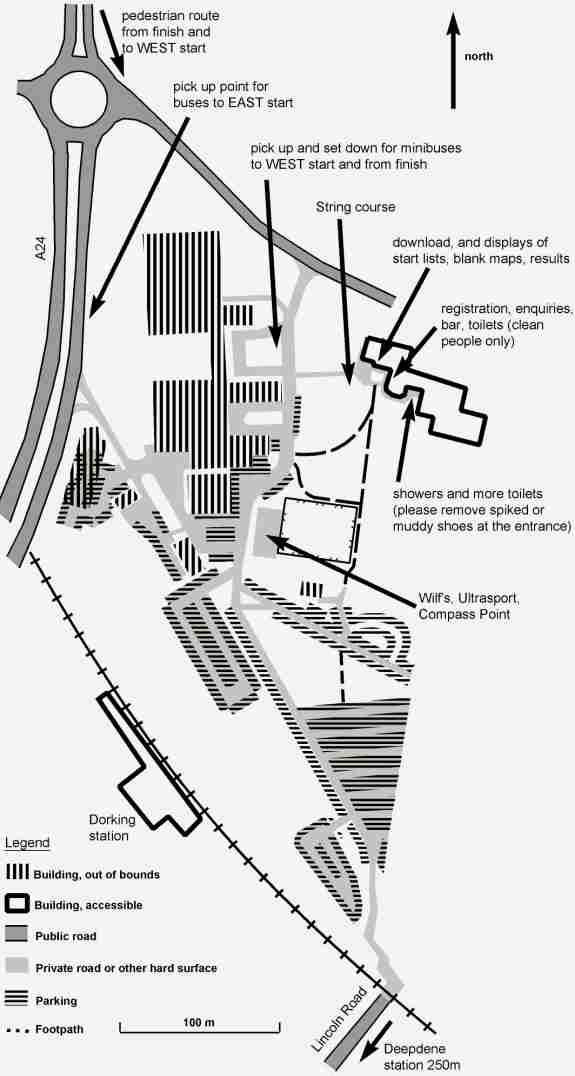 pedestrian route
from finish and
to WEST start
north
pick up point for
buses to EAST start
pick up and set down for minibuses
to WEST start and from finish
String course
A24
download, and displays of
start lists, blank maps, results
registration, enquiries,
bar, toilets (clean
people only)
showers and more toilets
(please remove spiked or
muddy shoes at the entrance)
Wilf's, Ultrasport,
Compass Point
Dorking
station
Legend
Building, out of bounds
Building, accessible
Public road
Private road or other hard surface
Parking
Footpath
100 m
Lincoln Road
Deepdene
station 250m